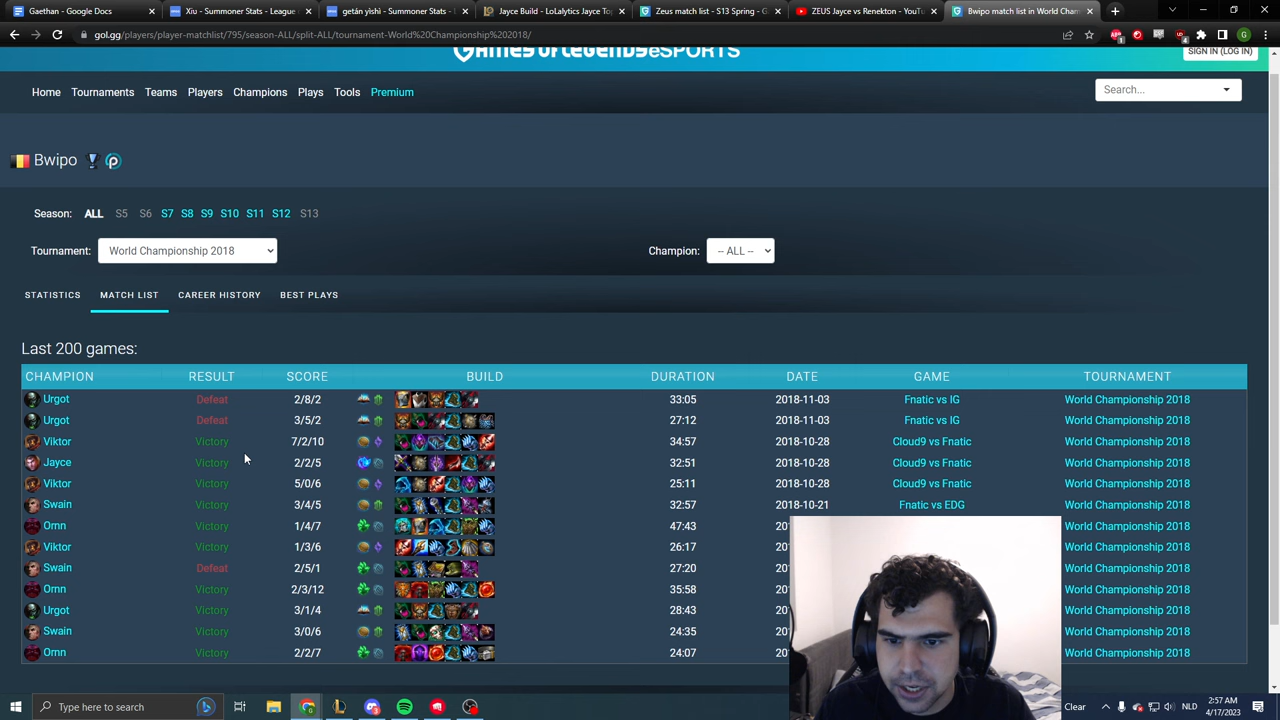 Gethan - Google Docs
Xiu - Summoner Stats - League
getán yìshì - Summoner Stats - L
Jayce Build - LoLalytics Jayce Top
Zeus match list - S13 Spring - G
ZEUS Jayce vs Renekton - YouTu
Bwipo match list in World Cham
gol.gg/players/player-matchlist/795/season-ALL/split-ALL/tournament-World%20Championship%202018/
Games of Legends eSPORTS
SIGN IN (LOG IN)
Home Tournaments Teams Players Champions Plays Tools Premium
Search...
Bwipo
Season: ALL S5 S6 S7 S8 S9 S10 S11 S12 S13
Tournament: World Championship 2018 Champion: -- ALL --
STATISTICS MATCH LIST CAREER HISTORY BEST PLAYS
Last 200 games:
CHAMPION RESULT SCORE BUILD DURATION DATE GAME TOURNAMENT
Urgot Defeat 2/8/2 33:05 2018-11-03 Fnatic vs IG World Championship 2018
Urgot Defeat 3/5/2 27:12 2018-11-03 Fnatic vs IG World Championship 2018
Viktor Victory 7/2/10 34:57 2018-10-28 Cloud9 vs Fnatic World Championship 2018
Jayce Victory 2/2/5 32:51 2018-10-28 Cloud9 vs Fnatic World Championship 2018
Viktor Victory 5/0/6 25:11 2018-10-28 Cloud9 vs Fnatic World Championship 2018
Swain Victory 3/4/5 32:57 2018-10-21 Fnatic vs EDG World Championship 2018
Ornn Victory 1/4/7 47:43 World Championship 2018
Viktor Victory 1/3/6 26:17 World Championship 2018
Swain Defeat 2/5/1 27:20 World Championship 2018
Ornn Victory 2/3/12 35:58 World Championship 2018
Urgot Victory 3/1/4 28:43 World Championship 2018
Swain Victory 3/0/6 24:35 World Championship 2018
Ornn Victory 2/2/7 24:07 World Championship 2018
Type here to search
Clear
NLD
2:57 AM
4/17/2023